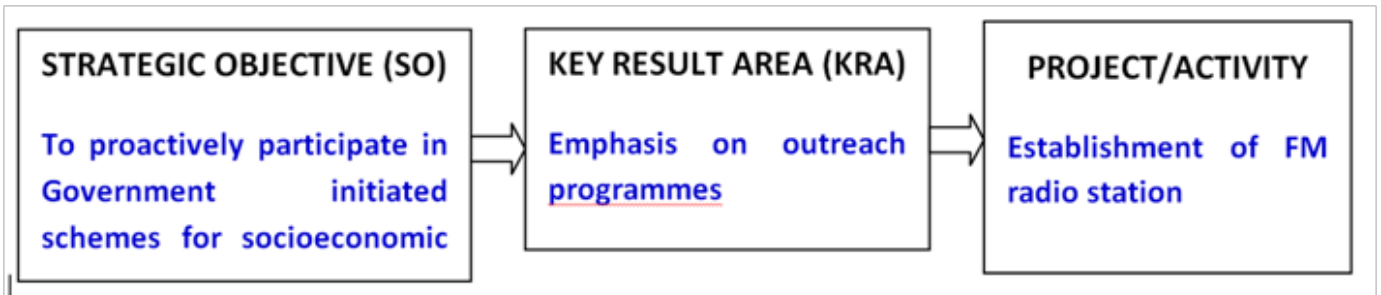 STRATEGIC OBJECTIVE (SO)
To proactively participate in
Government initiated
schemes for socioeconomic
KEY RESULT AREA (KRA)
Emphasis on outreach
programmes
PROJECT/ACTIVITY
Establishment of FM
radio station